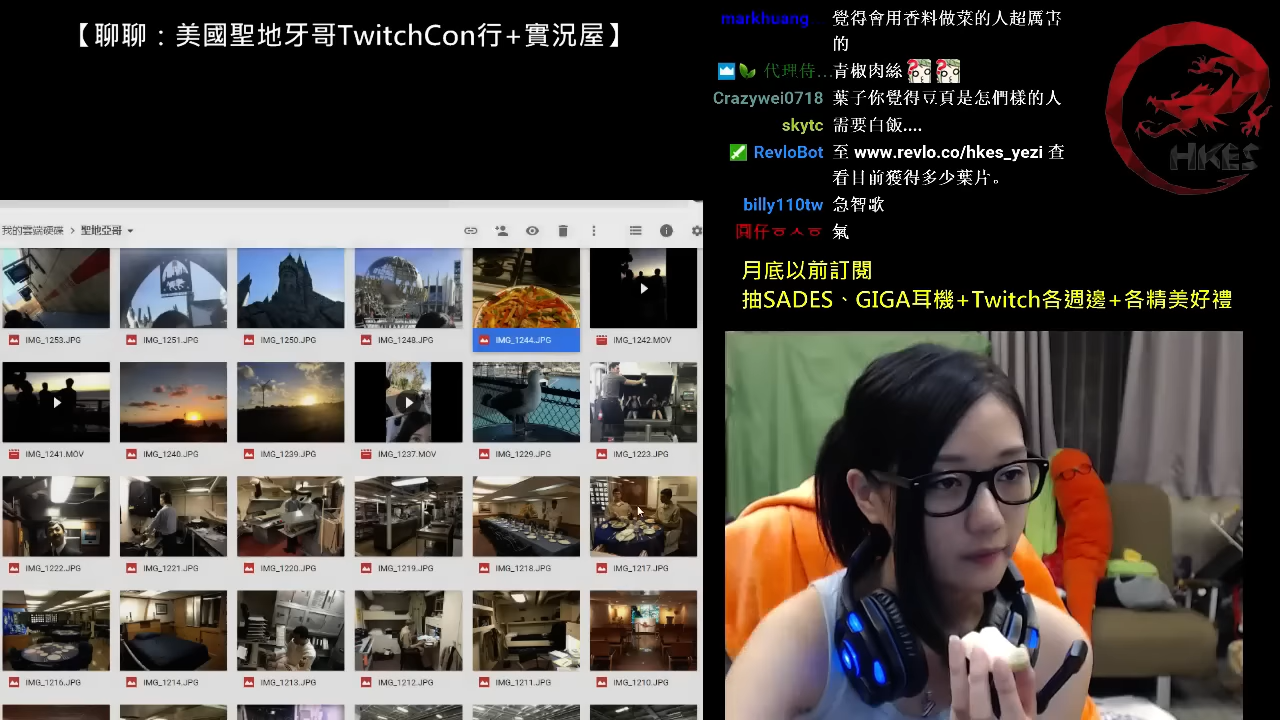 【聊聊：美國聖地牙哥TwitchCon行+實況屋】
markhuang
覺得會用香料做菜的人超厲害
的
代理侍... 青椒肉絲
Crazywei0718 葉子你覺得豆頁是怎們樣的人
skytc 需要白飯....
RevloBot 至 www.revlo.co/hkes_yezi 查
看目前獲得多少葉片。
billy110tw 急智歌
氣
HKES
月底以前訂閱
抽SADES、GIGA耳機+Twitch各週邊+各精美好禮
我的雲端硬碟 > 聖地亞哥
IMG_1253.JPG IMG_1251.JPG IMG_1250.JPG IMG_1248.JPG IMG_1244.JPG IMG_1242.MOV
IMG_1241.MOV IMG_1240.JPG IMG_1239.JPG IMG_1237.MOV IMG_1229.JPG IMG_1223.JPG
IMG_1222.JPG IMG_1221.JPG IMG_1220.JPG IMG_1219.JPG IMG_1218.JPG IMG_1217.JPG
IMG_1216.JPG IMG_1214.JPG IMG_1213.JPG IMG_1212.JPG IMG_1211.JPG IMG_1210.JPG